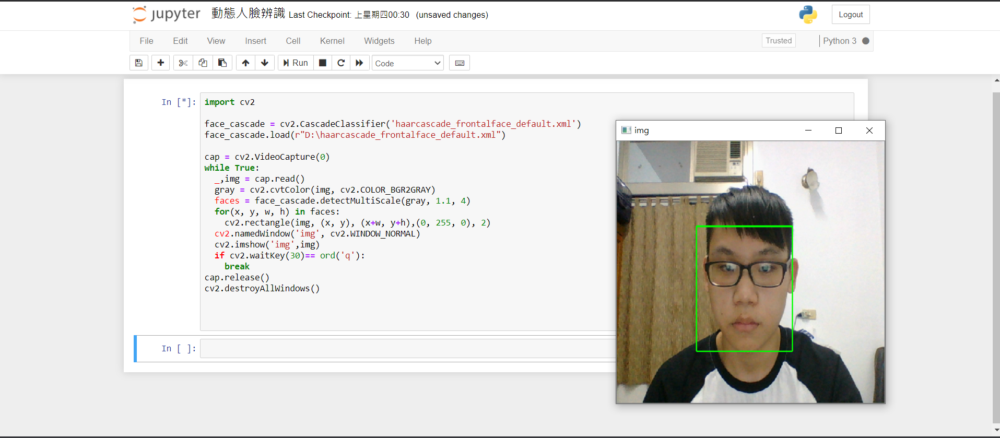 jupyter 動態人臉辨識 Last Checkpoint: 上星期四00:30 (unsaved changes) Logout
File Edit View Insert Cell Kernel Widgets Help Trusted Python 3
Run Code
In [*]: import cv2
face_cascade = cv2.CascadeClassifier('haarcascade_frontalface_default.xml')
face_cascade.load(r"D:\haarcascade_frontalface_default.xml")
cap = cv2.VideoCapture(0)
while True:
  _,img = cap.read()
  gray = cv2.cvtColor(img, cv2.COLOR_BGR2GRAY)
  faces = face_cascade.detectMultiScale(gray, 1.1, 4)
  for(x, y, w, h) in faces:
    cv2.rectangle(img, (x, y), (x+w, y+h),(0, 255, 0), 2)
  cv2.namedWindow('img', cv2.WINDOW_NORMAL)
  cv2.imshow('img',img)
  if cv2.waitKey(30)== ord('q'):
    break
cap.release()
cv2.destroyAllWindows()
In [ ]:
img